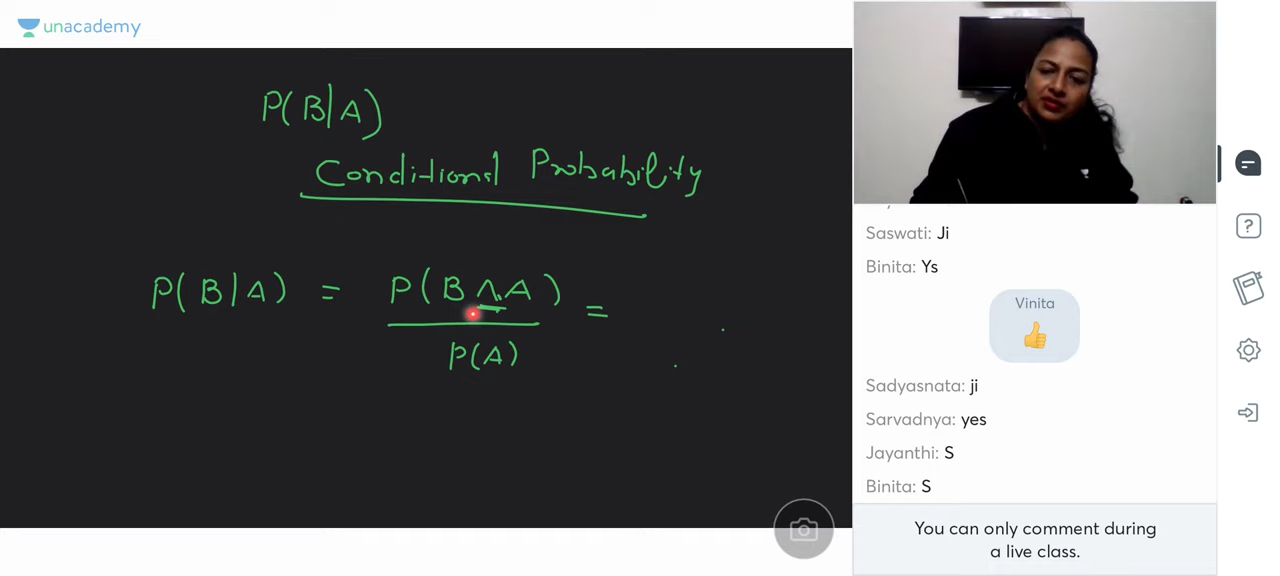 unacademy
P(B|A)
Conditional Probability
P(B|A) = P(B ∧ A) =
P(A)
Saswati: Ji
Binita: Ys
Vinita
👍
Sadyasnata: ji
Sarvadnya: yes
Jayanthi: S
Binita: S
You can only comment during
a live class.
?